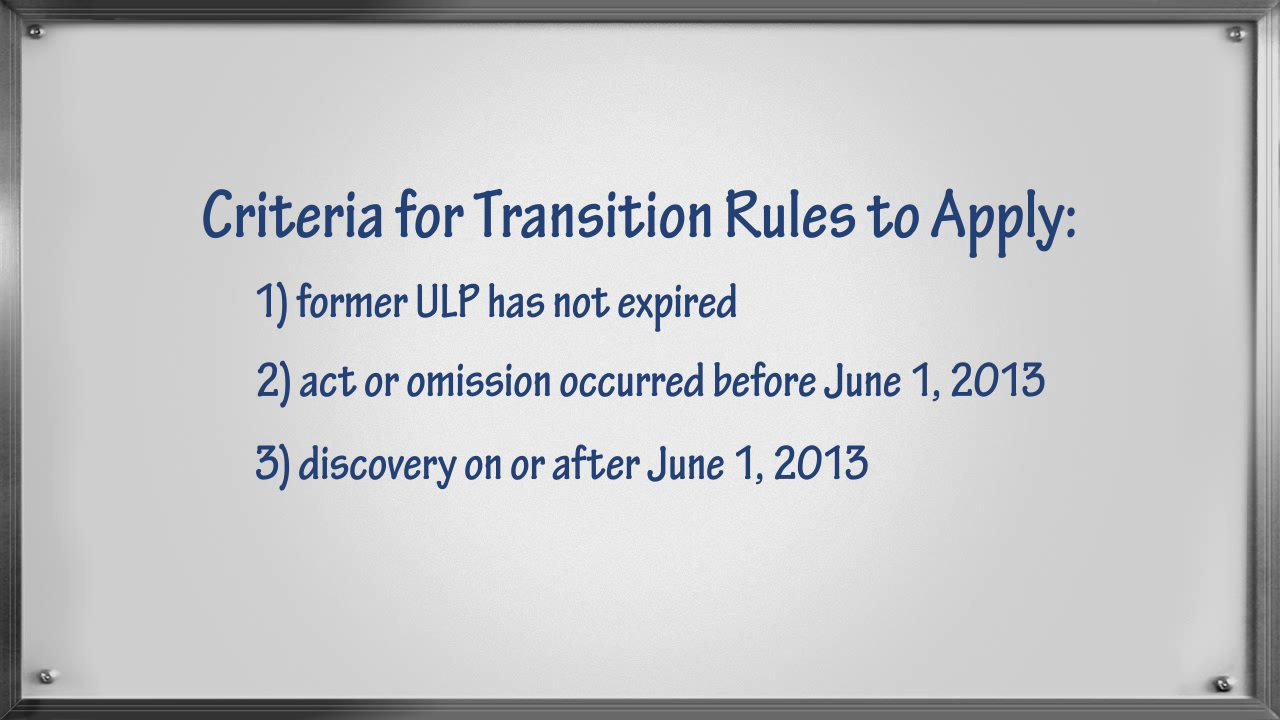 Criteria for Transition Rules to Apply:
1) former ULP has not expired
2) act or omission occurred before June 1, 2013
3) discovery on or after June 1, 2013